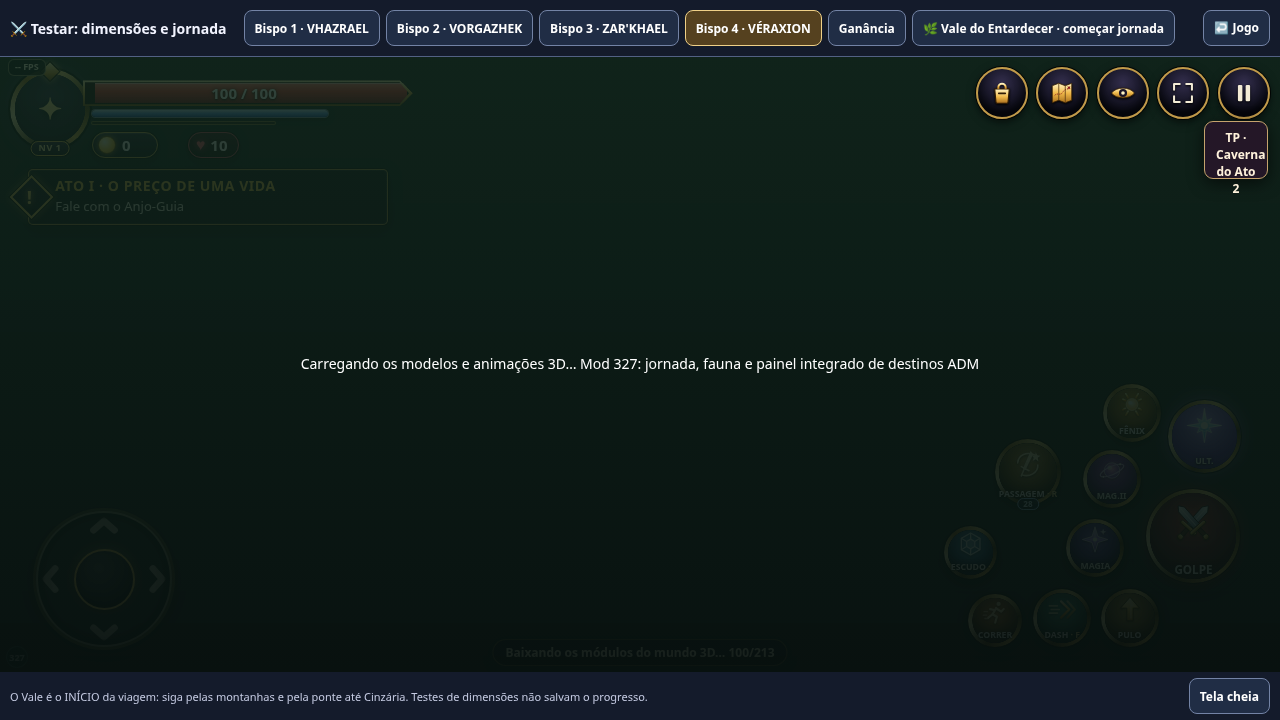 ⚔️ Testar: dimensões e jornada
Bispo 1 · VHAZRAEL
Bispo 2 · VORGAZHEK
Bispo 3 · ZAR'KHAEL
Bispo 4 · VÉRAXION
Ganância
🌿 Vale do Entardecer · começar jornada
↩️ Jogo
-- FPS
100 / 100
NV 1
0
10
TP ·
Caverna
do Ato
2
!
ATO I · O PREÇO DE UMA VIDA
Fale com o Anjo-Guia
Carregando os modelos e animações 3D... Mod 327: jornada, fauna e painel integrado de destinos ADM
FÊNIX
ULT.
PASSAGEM · R
28
MAG.II
ESCUDO
MAGIA
GOLPE
CORRER
DASH · F
PULO
Baixando os módulos do mundo 3D... 100/213
327
O Vale é o INÍCIO da viagem: siga pelas montanhas e pela ponte até Cinzária. Testes de dimensões não salvam o progresso.
Tela cheia